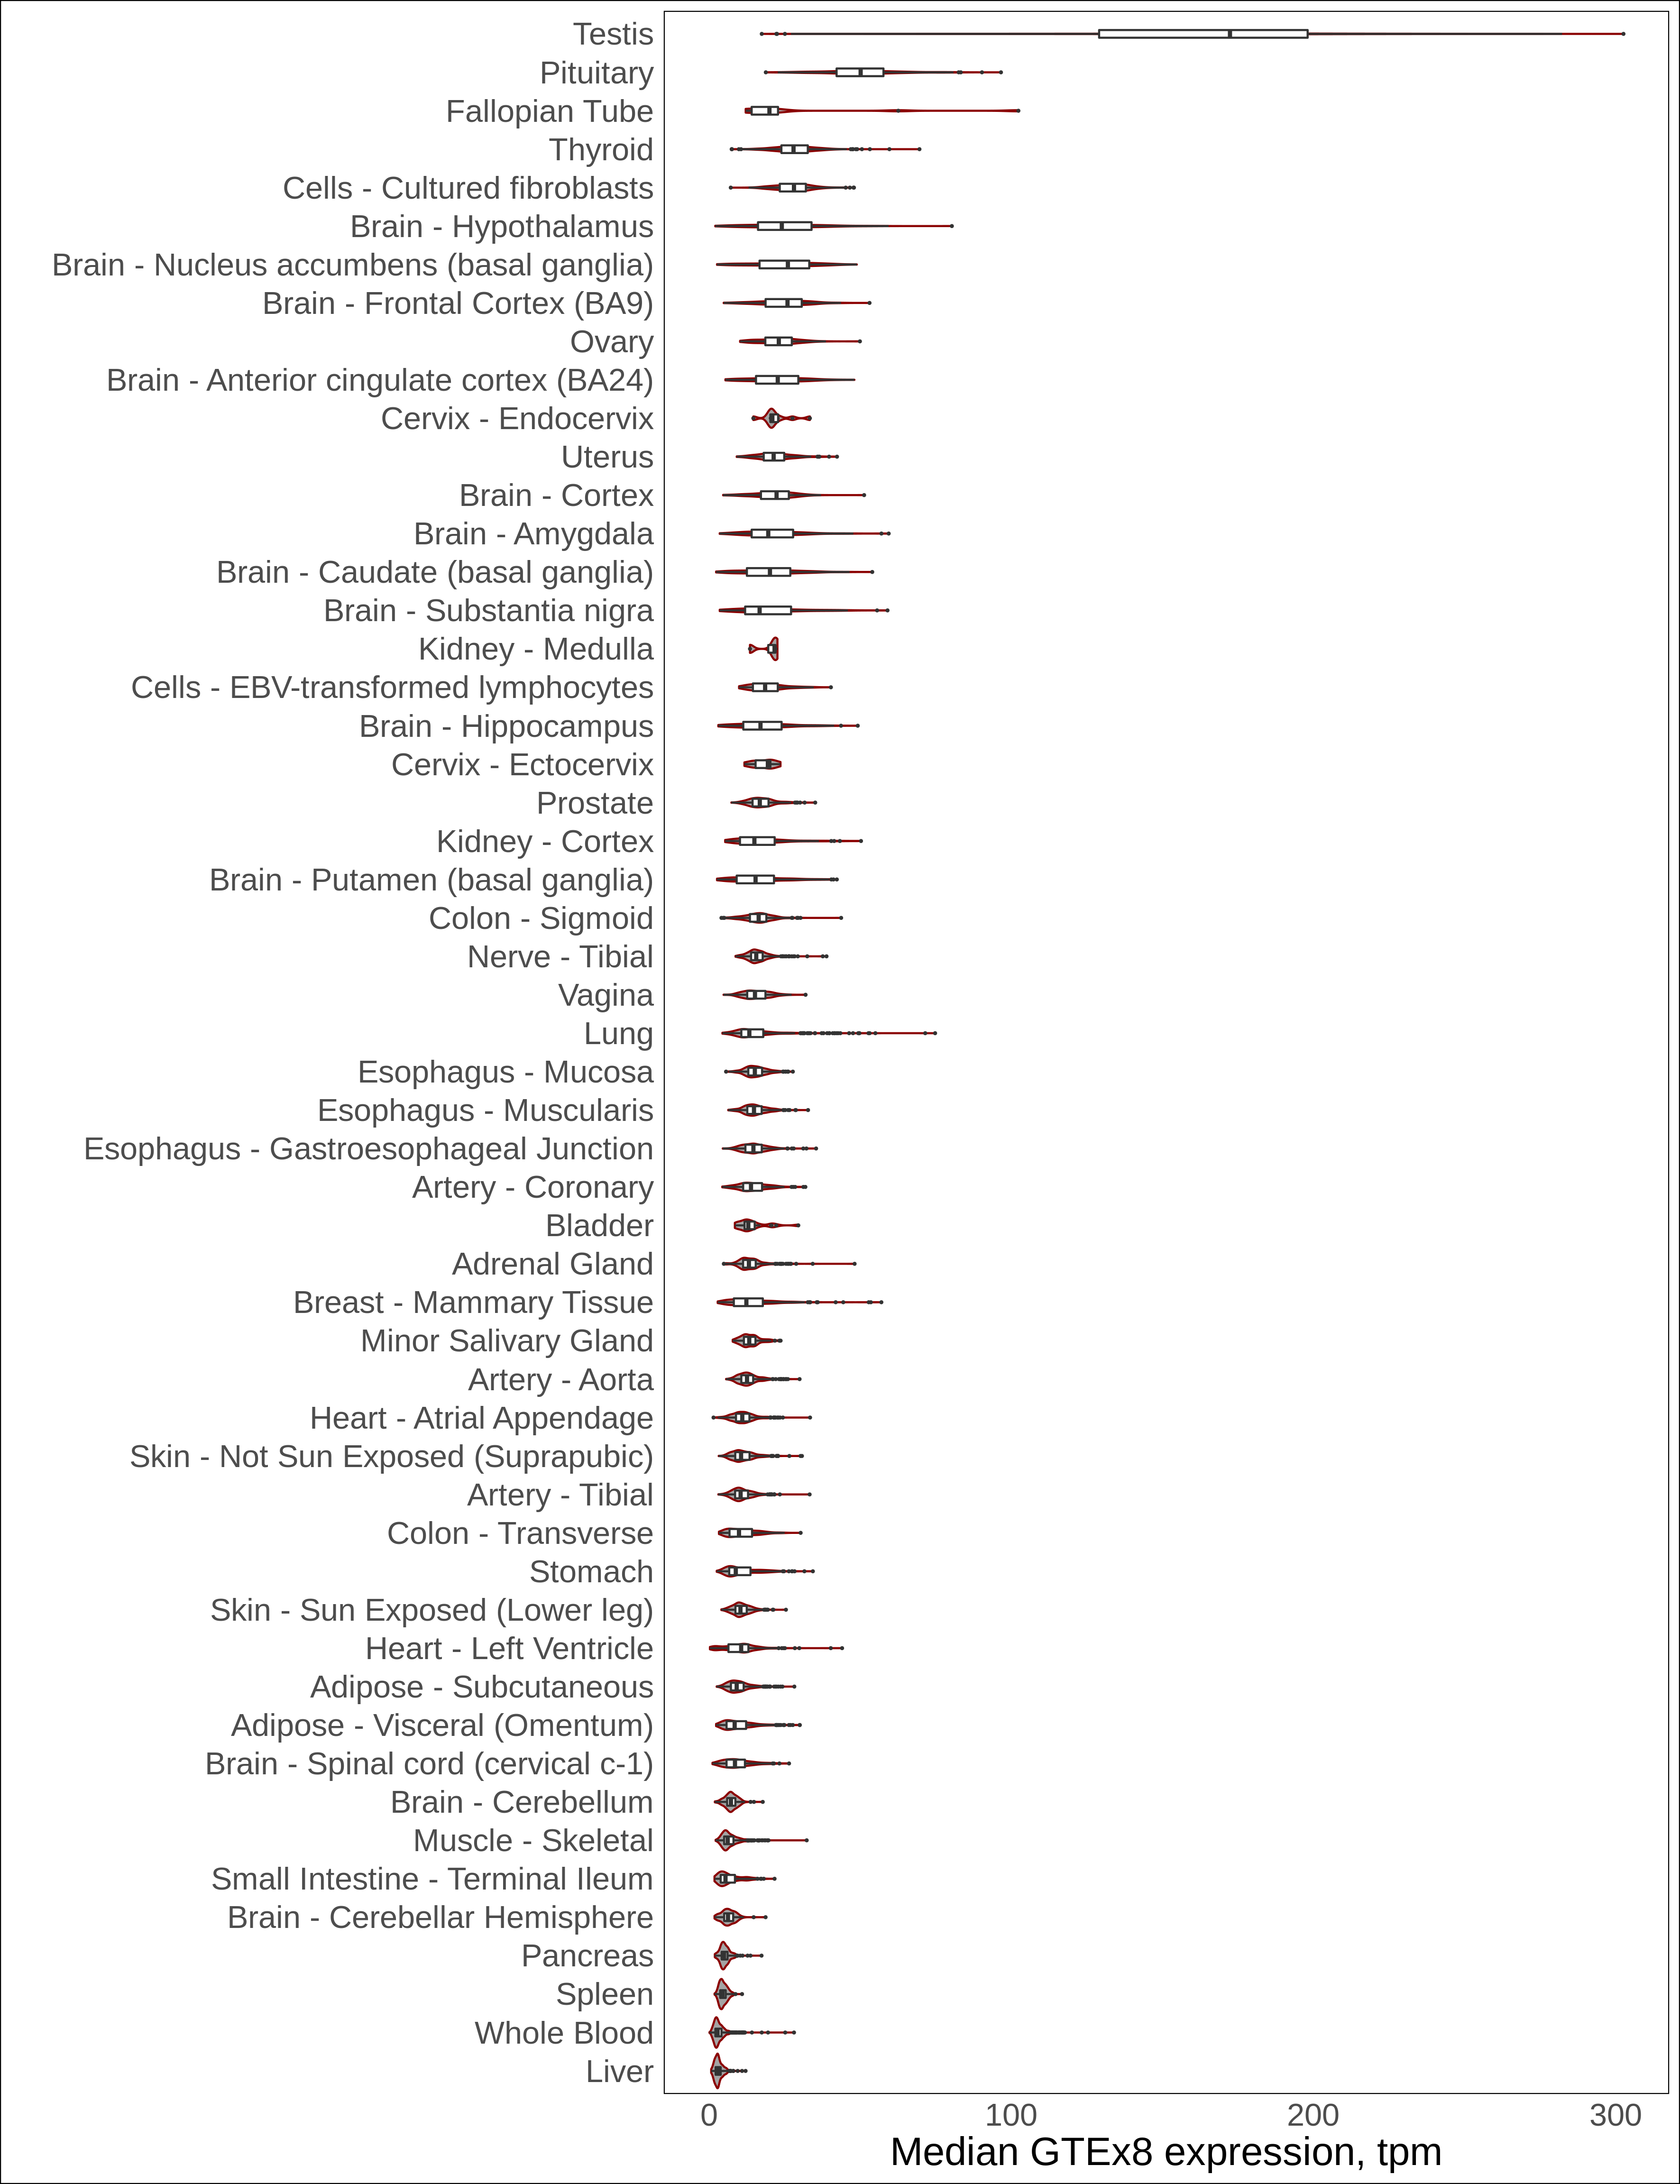 Testis
Pituitary
Fallopian Tube
Thyroid
Cells - Cultured fibroblasts
Brain - Hypothalamus
Brain - Nucleus accumbens (basal ganglia)
Brain - Frontal Cortex (BA9)
Ovary
Brain - Anterior cingulate cortex (BA24)
Cervix - Endocervix
Uterus
Brain - Cortex
Brain - Amygdala
Brain - Caudate (basal ganglia)
Brain - Substantia nigra
Kidney - Medulla
Cells - EBV-transformed lymphocytes
Brain - Hippocampus
Cervix - Ectocervix
Prostate
Kidney - Cortex
Brain - Putamen (basal ganglia)
Colon - Sigmoid
Nerve - Tibial
Vagina
Lung
Esophagus - Mucosa
Esophagus - Muscularis
Esophagus - Gastroesophageal Junction
Artery - Coronary
Bladder
Adrenal Gland
Breast - Mammary Tissue
Minor Salivary Gland
Artery - Aorta
Heart - Atrial Appendage
Skin - Not Sun Exposed (Suprapubic)
Artery - Tibial
Colon - Transverse
Stomach
Skin - Sun Exposed (Lower leg)
Heart - Left Ventricle
Adipose - Subcutaneous
Adipose - Visceral (Omentum)
Brain - Spinal cord (cervical c-1)
Brain - Cerebellum
Muscle - Skeletal
Small Intestine - Terminal Ileum
Brain - Cerebellar Hemisphere
Pancreas
Spleen
Whole Blood
Liver
0 100 200 300
Median GTEx8 expression, tpm